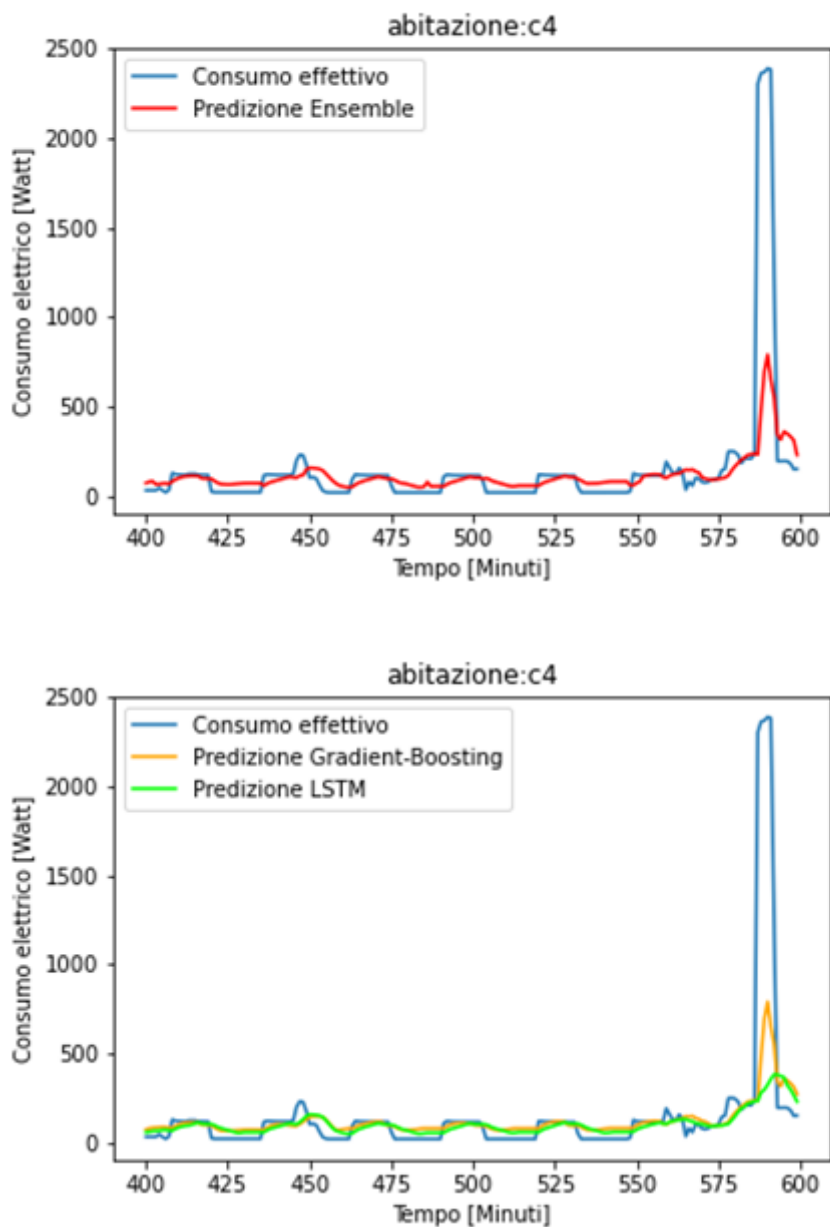 abitazione:c4
2500
2000
1500
1000
500
0
Consumo elettrico [Watt]
Consumo effettivo
Predizione Ensemble
400 425 450 475 500 525 550 575 600
Tempo [Minuti]
abitazione:c4
2500
2000
1500
1000
500
0
Consumo elettrico [Watt]
Consumo effettivo
Predizione Gradient-Boosting
Predizione LSTM
400 425 450 475 500 525 550 575 600
Tempo [Minuti]